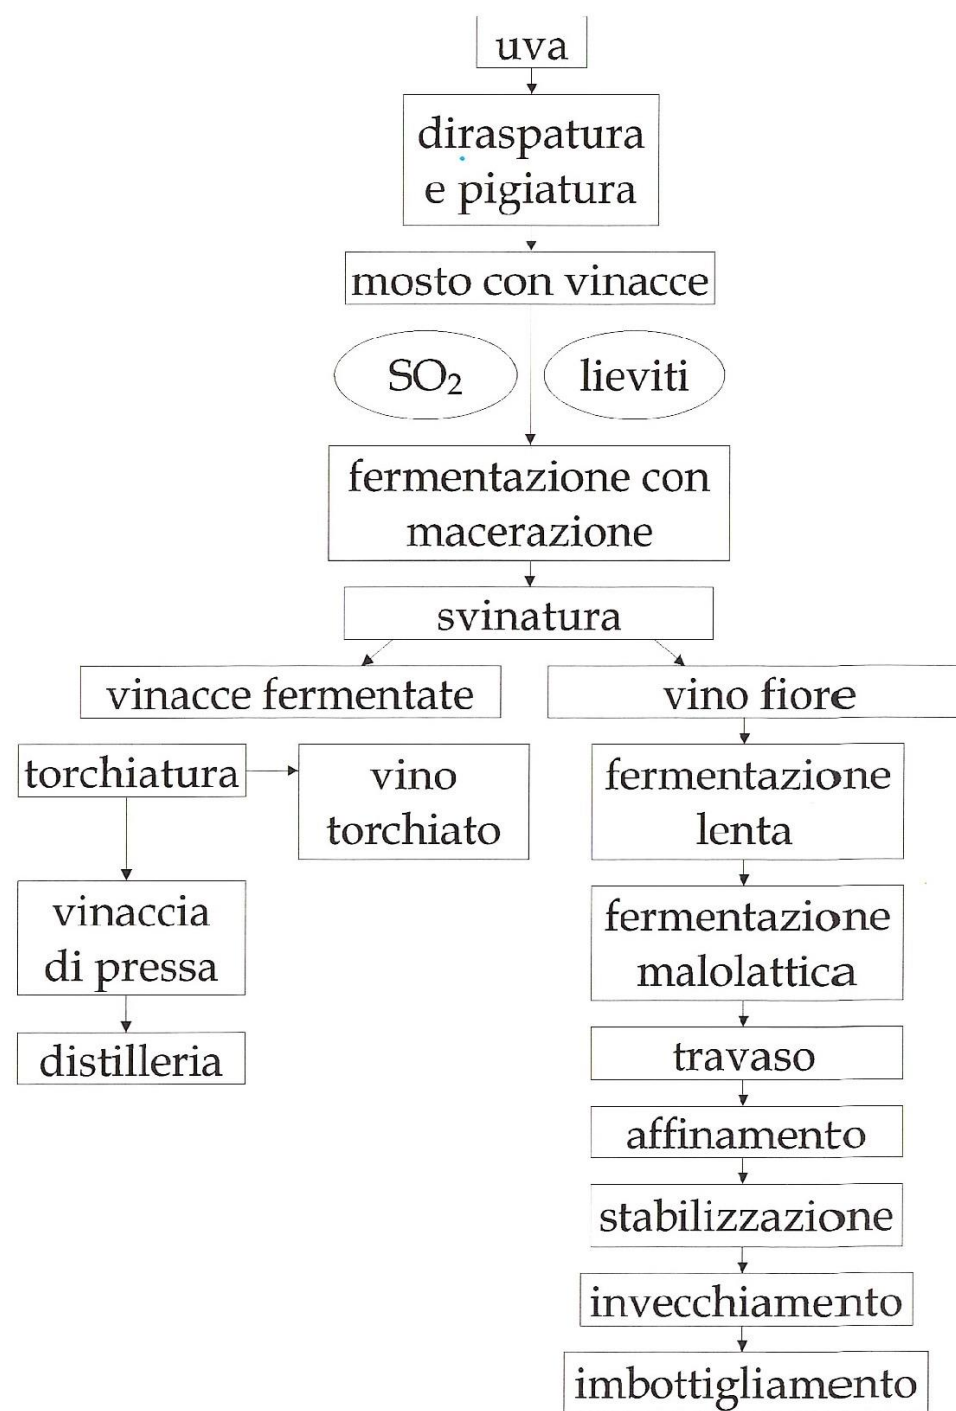 uva
diraspatura
e pigiatura
mosto con vinacce
SO₂
lieviti
fermentazione con
macerazione
svinatura
vinacce fermentate
vino fiore
torchiatura
vino
torchiato
fermentazione
lenta
vinaccia
di pressa
fermentazione
malolattica
distilleria
travaso
affinamento
stabilizzazione
invecchiamento
imbottigliamento